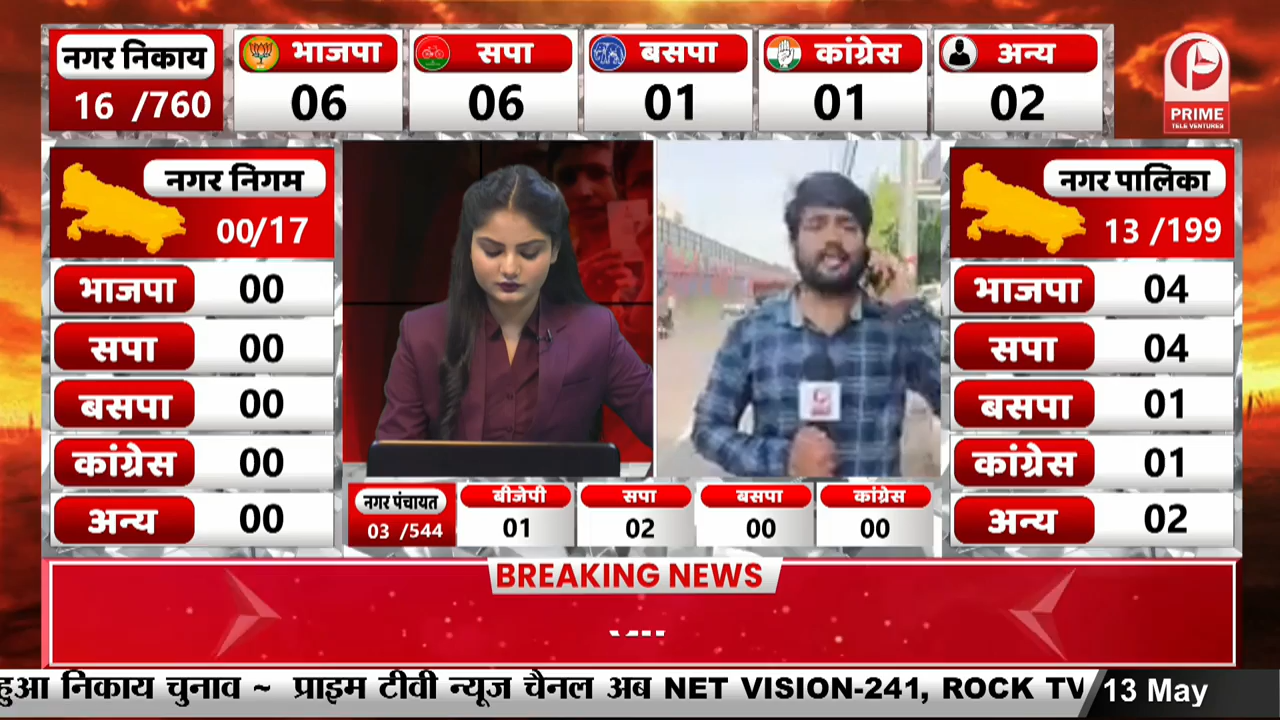 नगर निकाय
16 /760
भाजपा
06
सपा
06
बसपा
01
कांग्रेस
01
अन्य
02
PRIME
TELE VENTURES
नगर निगम
00/17
भाजपा 00
सपा 00
बसपा 00
कांग्रेस 00
अन्य 00
नगर पालिका
13 /199
भाजपा 04
सपा 04
बसपा 01
कांग्रेस 01
अन्य 02
नगर पंचायत
03 /544
बीजेपी
01
सपा
02
बसपा
00
कांग्रेस
00
BREAKING NEWS
हुआ निकाय चुनाव ~ प्राइम टीवी न्यूज चैनल अब NET VISION-241, ROCK TV
13 May